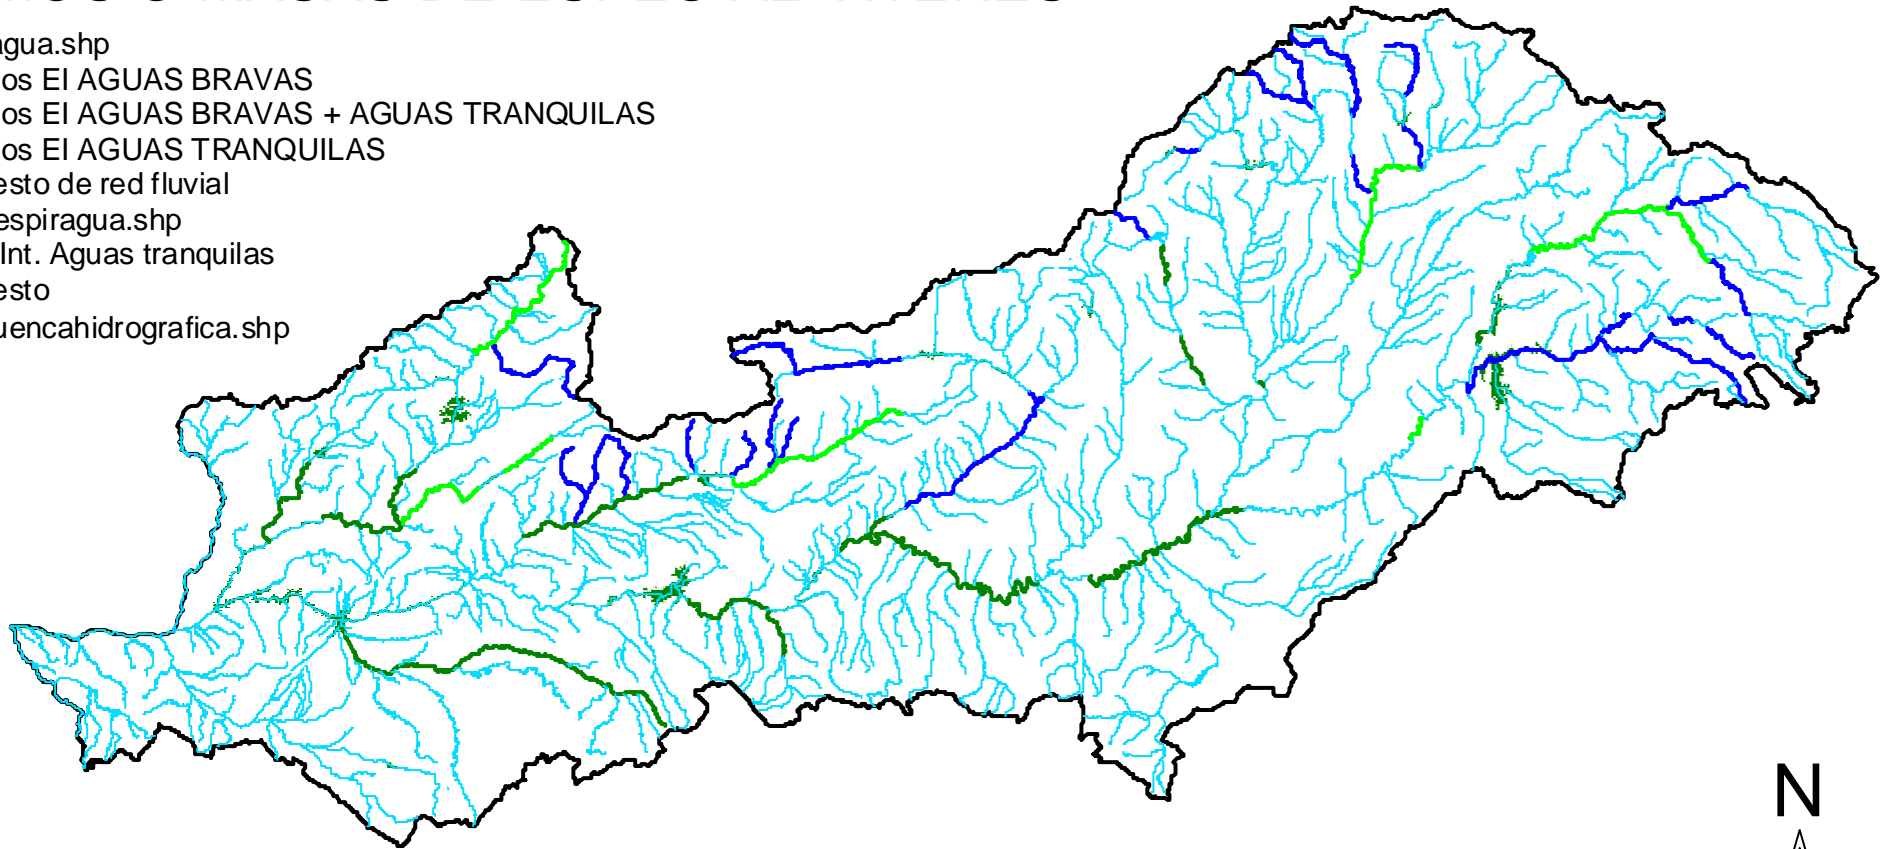 agua.shp
os EI AGUAS BRAVAS
os EI AGUAS BRAVAS + AGUAS TRANQUILAS
os EI AGUAS TRANQUILAS
esto de red fluvial
espiragua.shp
Int. Aguas tranquilas
esto
uencahidrografica.shp
N